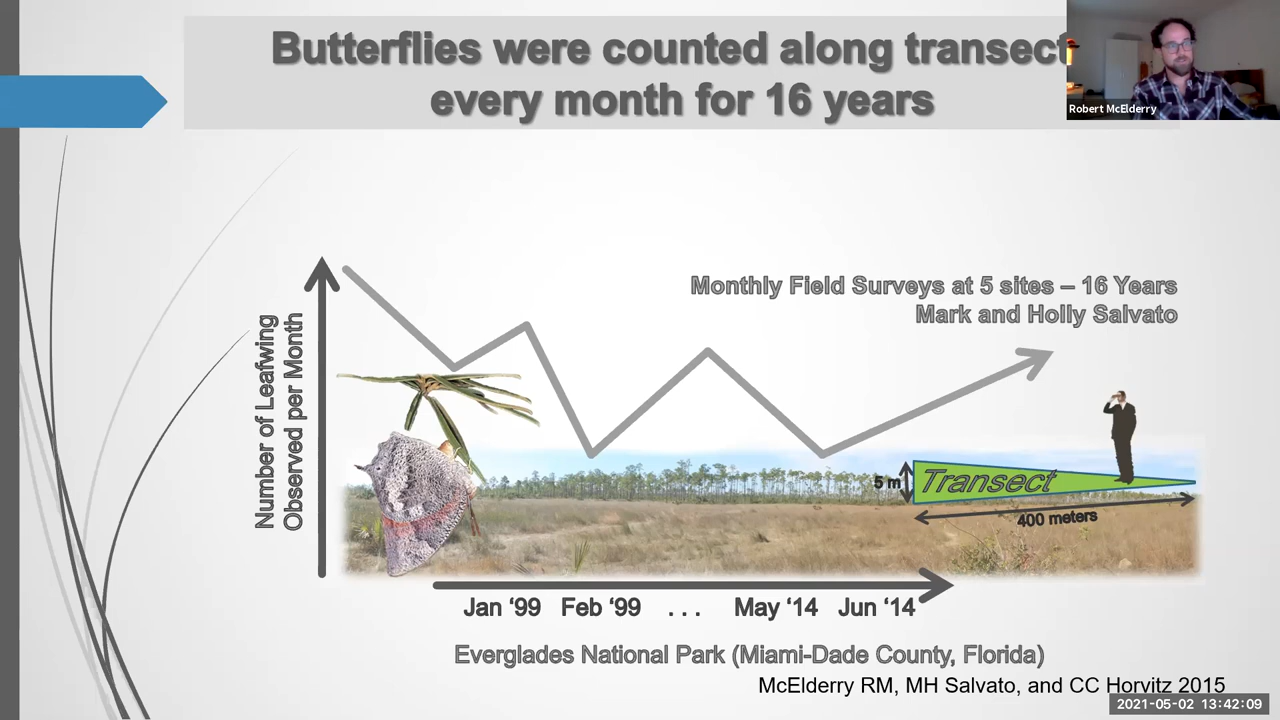 Butterflies were counted along transect
every month for 16 years
Robert McElderry
Monthly Field Surveys at 5 sites – 16 Years
Mark and Holly Salvato
Number of Leafwing
Observed per Month
5 m
Transect
400 meters
Jan ‘99 Feb ‘99 . . . May ‘14 Jun ‘14
Everglades National Park (Miami-Dade County, Florida)
McElderry RM, MH Salvato, and CC Horvitz 2015
2021-05-02 13:42:09